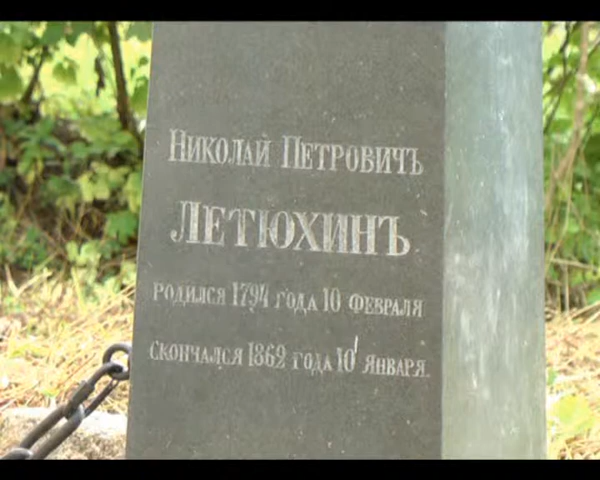 Николай Петровичъ
Летюхинъ
родился 1794 года 10 февраля
скончался 1862 года 10 января.